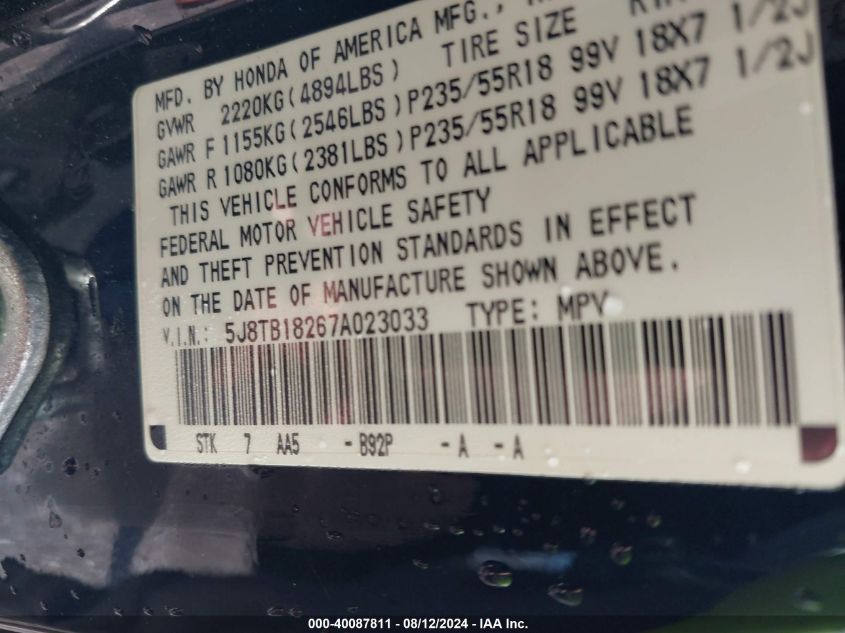 MFD. BY HONDA OF AMERICA MFG.,
GVWR 2220KG(4894LBS) TIRE SIZE
GAWR F 1155KG(2546LBS)P235/55R18 99V 18X7 1/2J
GAWR R 1080KG(2381LBS)P235/55R18 99V 18X7 1/2J
THIS VEHICLE CONFORMS TO ALL APPLICABLE
FEDERAL MOTOR VEHICLE SAFETY
AND THEFT PREVENTION STANDARDS IN EFFECT
ON THE DATE OF MANUFACTURE SHOWN ABOVE.
V.I.N.: 5J8TB18267A023033 TYPE: MPV
STK 7 AA5 -B92P -A -A
000-40087811 - 08/12/2024 - IAA Inc.